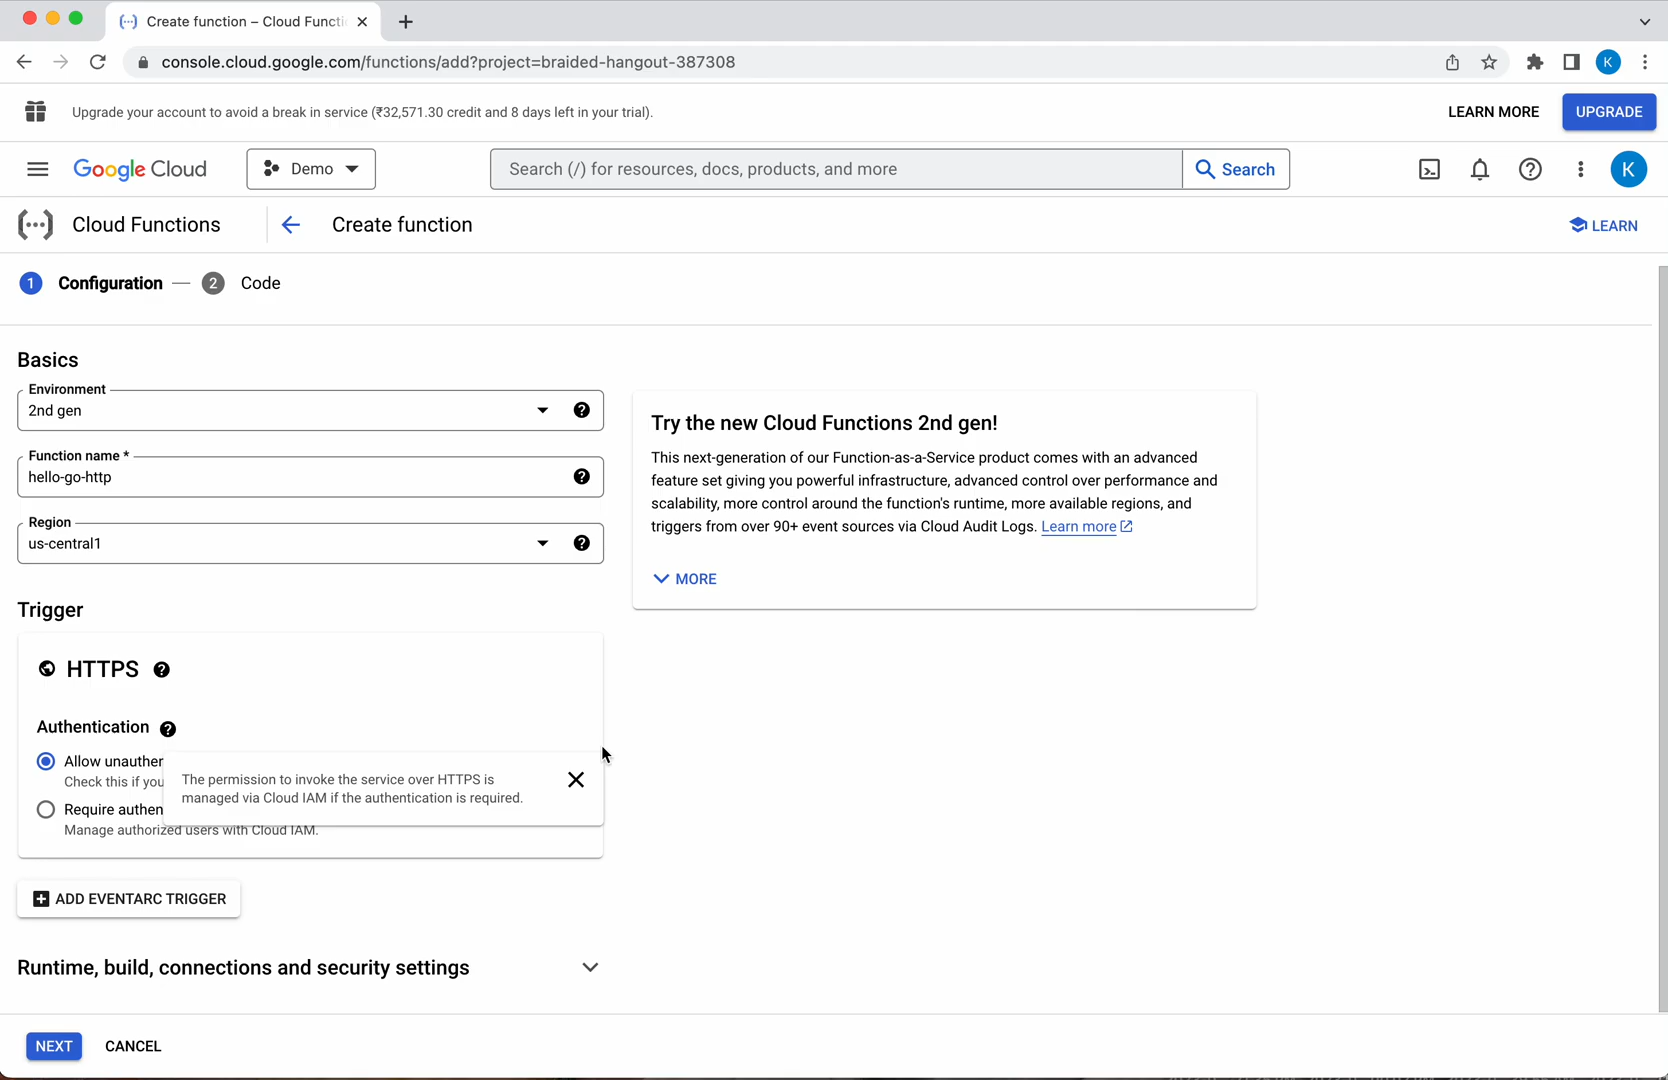 Create function – Cloud Functi
console.cloud.google.com/functions/add?project=braided-hangout-387308
K
Upgrade your account to avoid a break in service (₹32,571.30 credit and 8 days left in your trial).
LEARN MORE
UPGRADE
Google Cloud
Demo
Search (/) for resources, docs, products, and more
Search
K
Cloud Functions
Create function
LEARN
1 Configuration — 2 Code
Basics
Environment
2nd gen
Function name *
hello-go-http
Region
us-central1
Try the new Cloud Functions 2nd gen!
This next-generation of our Function-as-a-Service product comes with an advanced
feature set giving you powerful infrastructure, advanced control over performance and
scalability, more control around the function's runtime, more available regions, and
triggers from over 90+ event sources via Cloud Audit Logs. Learn more
MORE
Trigger
HTTPS
Authentication
Allow unauther
Check this if you
The permission to invoke the service over HTTPS is
managed via Cloud IAM if the authentication is required.
Require authen
Manage authorized users with Cloud IAM.
ADD EVENTARC TRIGGER
Runtime, build, connections and security settings
NEXT
CANCEL